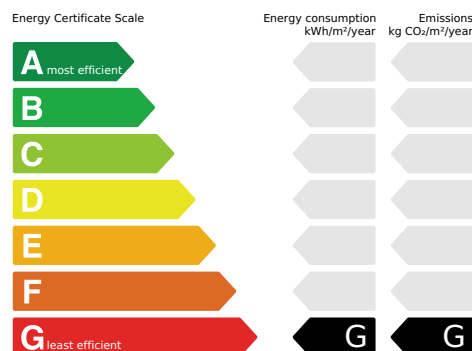 Energy Certificate Scale
Energy consumption
kWh/m²/year
Emissions
kg CO₂/m²/year
A most efficient
B
C
D
E
F
G least efficient
G
G